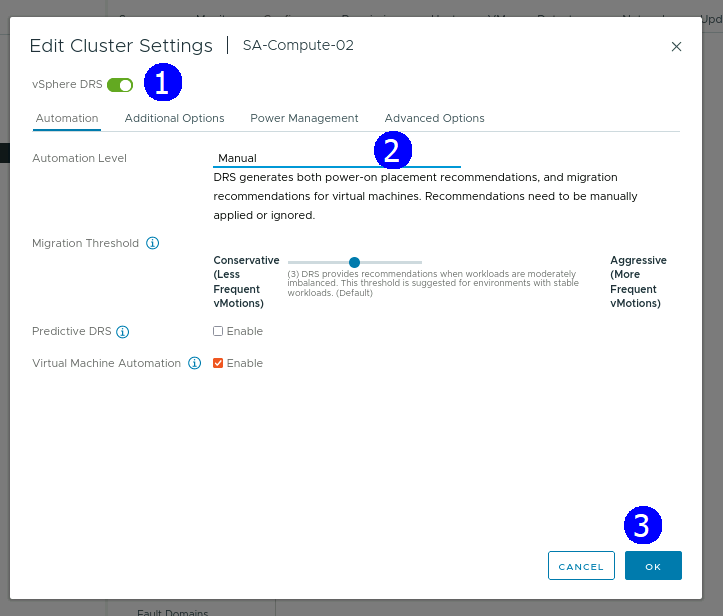 Edit Cluster Settings | SA-Compute-02
vSphere DRS 1
Automation Additional Options Power Management Advanced Options
2
Automation Level Manual
DRS generates both power-on placement recommendations, and migration
recommendations for virtual machines. Recommendations need to be manually
applied or ignored.
Migration Threshold
Conservative
(Less
Frequent
vMotions)
(3) DRS provides recommendations when workloads are moderately
imbalanced. This threshold is suggested for environments with stable
workloads. (Default)
Aggressive
(More
Frequent
vMotions)
Predictive DRS Enable
Virtual Machine Automation Enable
3
CANCEL OK
Fault Domains